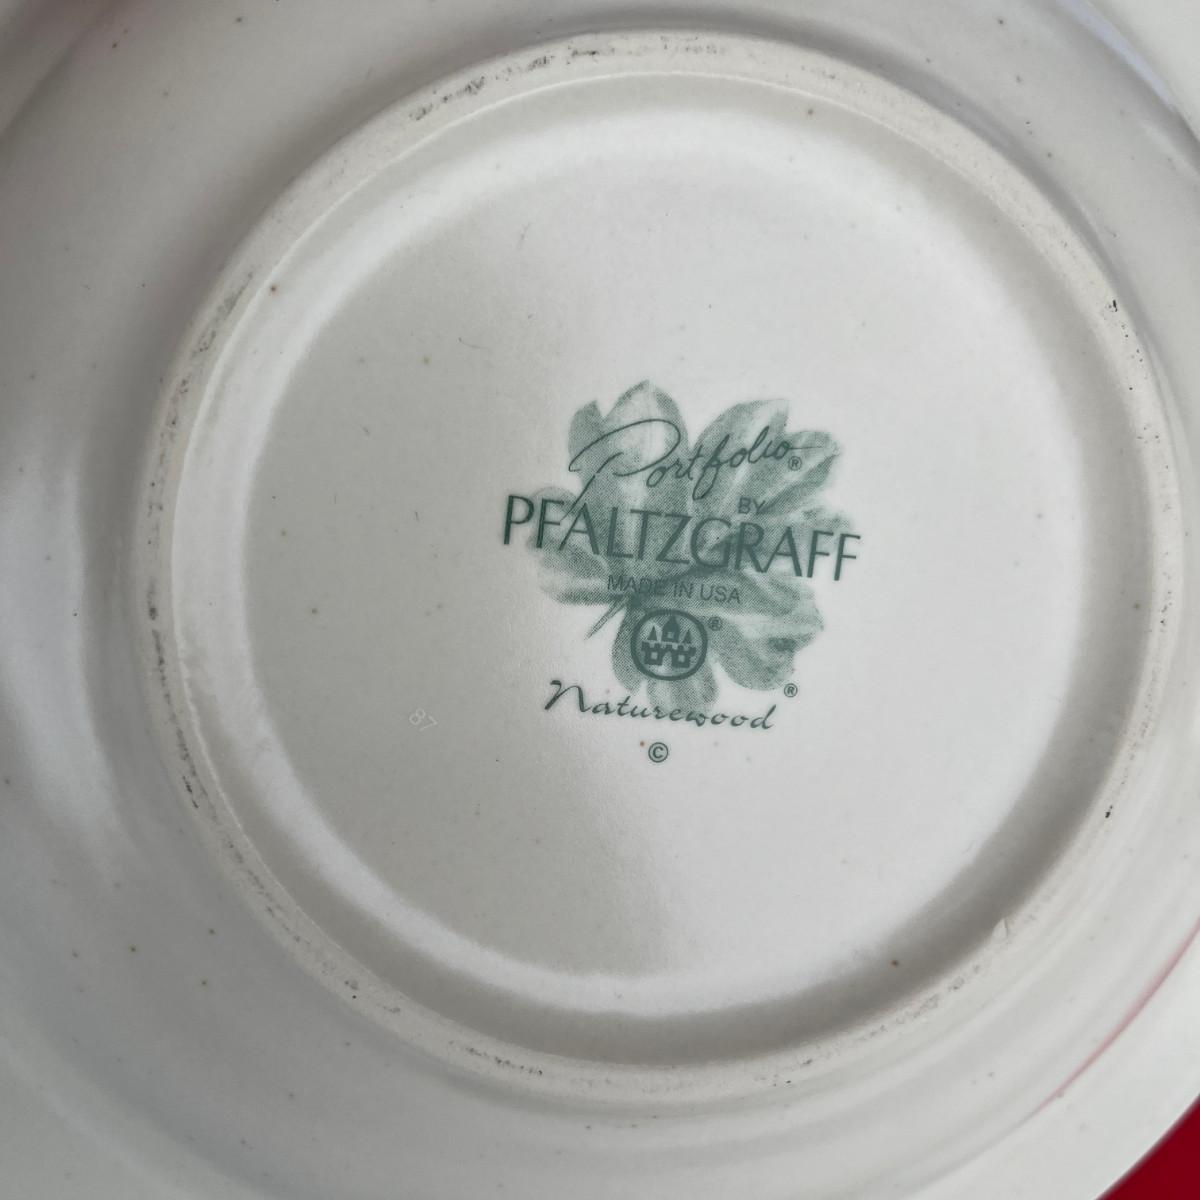 Portfolio®
BY
PFALTZGRAFF
MADE IN USA
®
Naturewood®
©
87